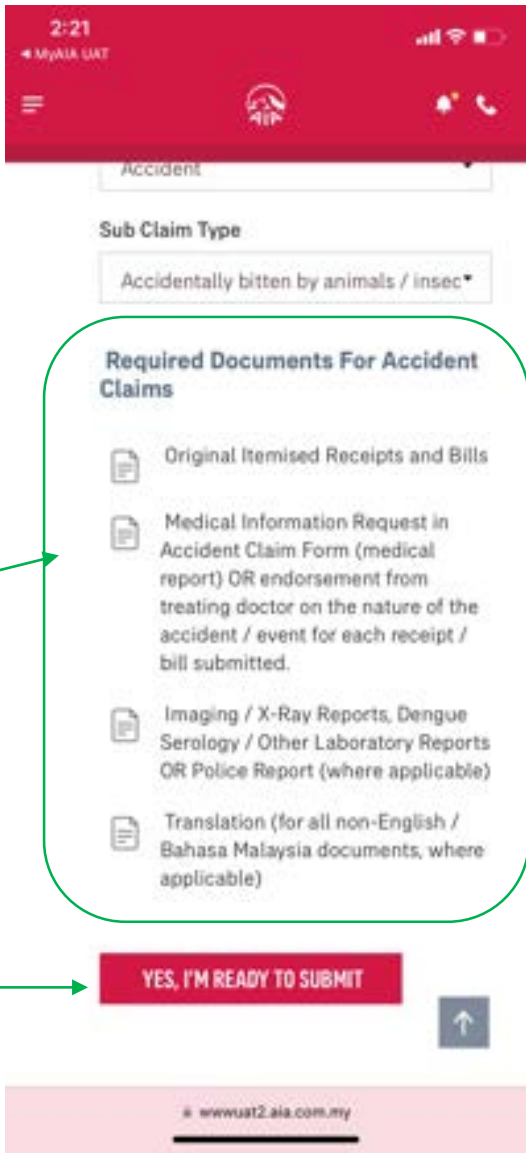 2:21
◀ MyAIA UAT
AIA
Accident
Sub Claim Type
Accidentally bitten by animals / insec
Required Documents For Accident
Claims
Original Itemised Receipts and Bills
Medical Information Request in
Accident Claim Form (medical
report) OR endorsement from
treating doctor on the nature of the
accident / event for each receipt /
bill submitted.
Imaging / X-Ray Reports, Dengue
Serology / Other Laboratory Reports
OR Police Report (where applicable)
Translation (for all non-English /
Bahasa Malaysia documents, where
applicable)
YES, I'M READY TO SUBMIT
wwwuat2.aia.com.my